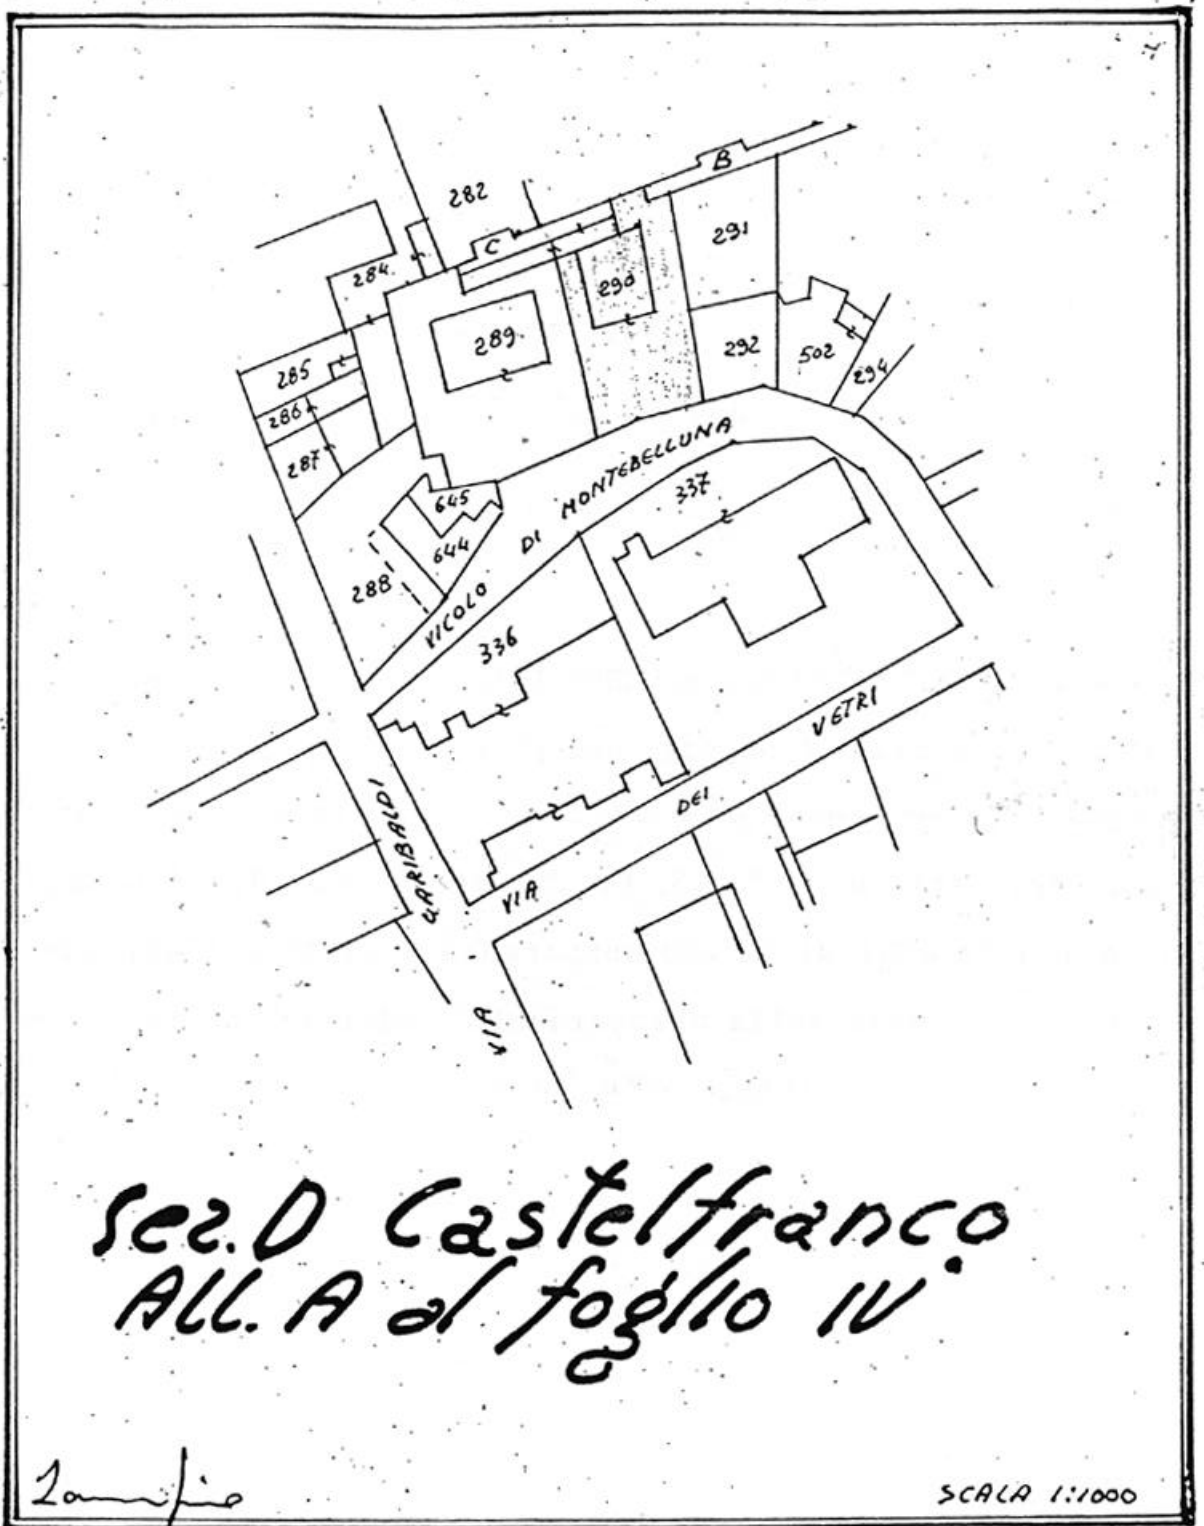 B
282
C
291
284
290
289
292
502
285
294
286
287
645
337
644
288
VICOLO DI MONTEBELLUNA
336
VIA DEI VETRI
VIA GARIBALDI
Sez. D Castelfranco
All. A al foglio IV°
SCALA 1:1000